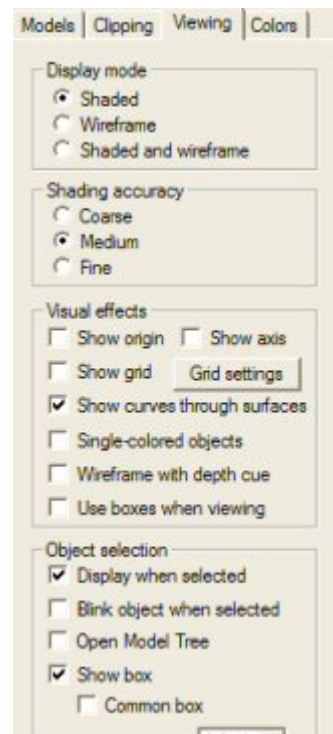 Models Clipping Viewing Colors
Display mode
Shaded
Wireframe
Shaded and wireframe
Shading accuracy
Coarse
Medium
Fine
Visual effects
Show origin Show axis
Show grid Grid settings
Show curves through surfaces
Single-colored objects
Wireframe with depth cue
Use boxes when viewing
Object selection
Display when selected
Blink object when selected
Open Model Tree
Show box
Common box